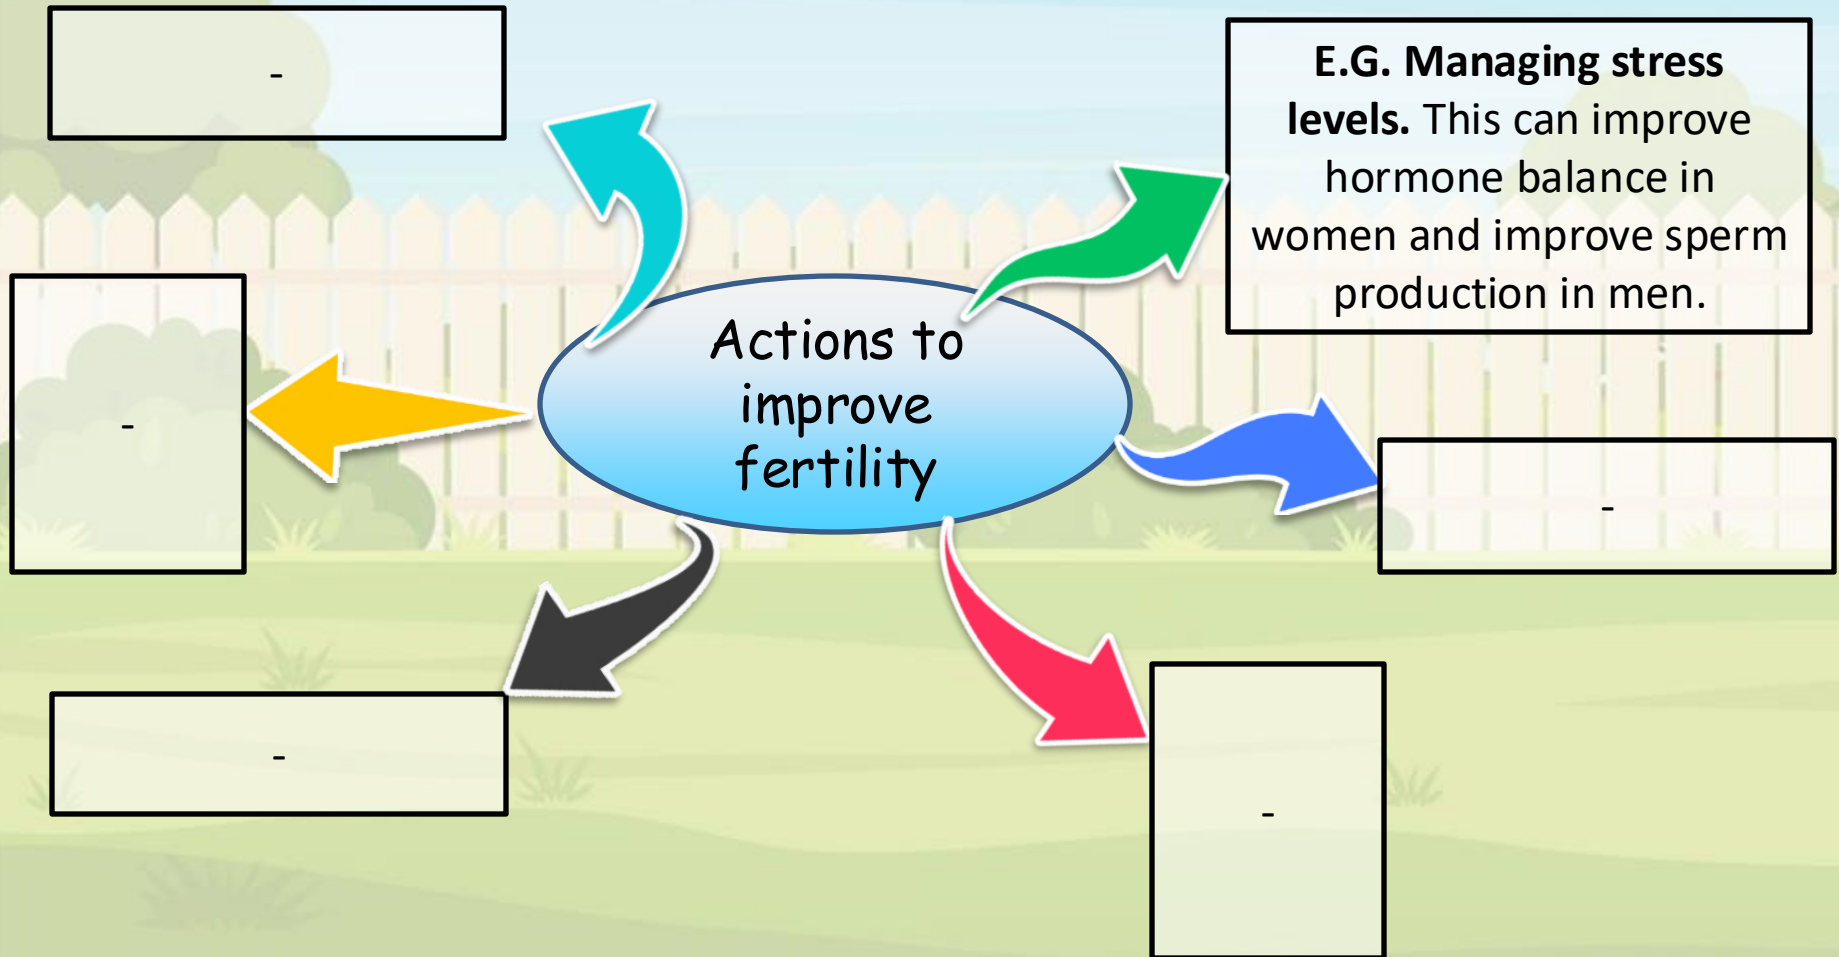 -
E.G. Managing stress
levels. This can improve
hormone balance in
women and improve sperm
production in men.
Actions to
improve
fertility
-
-
-
-